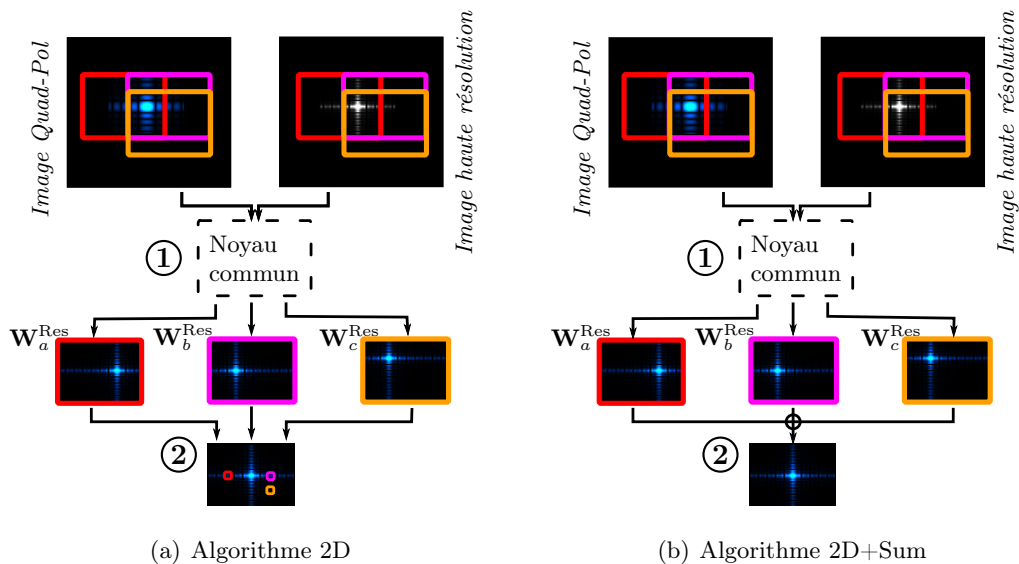 Image Quad-Pol
Image haute résolution
1
Noyau
commun
W_a^Res
W_b^Res
W_c^Res
2
(a) Algorithme 2D
Image Quad-Pol
Image haute résolution
1
Noyau
commun
W_a^Res
W_b^Res
W_c^Res
2
(b) Algorithme 2D+Sum